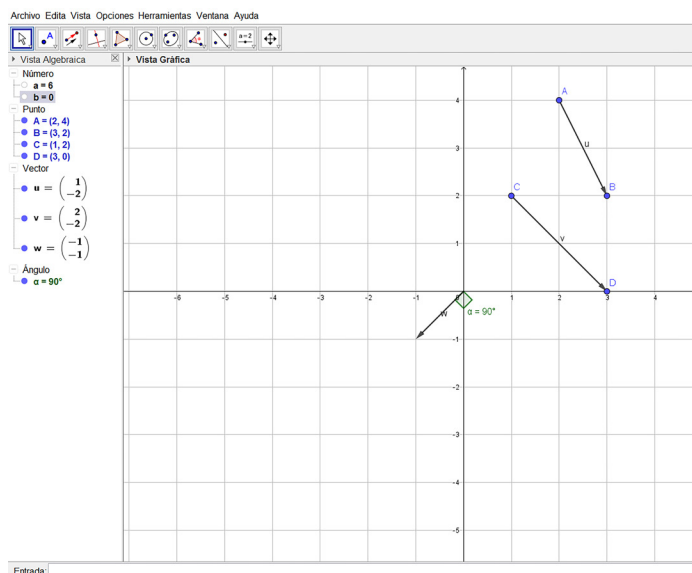 Archivo Edita Vista Opciones Herramientas Ventana Ayuda
A
a=2
Vista Algebraica
Vista Gráfica
Número
a = 6
b = 0
Punto
A = (2, 4)
B = (3, 2)
C = (1, 2)
D = (3, 0)
Vector
u = ( 1 −2 )
v = ( 2 −2 )
w = ( −1 −1 )
Ángulo
α = 90°
4
A
3
u
2
C
B
1
v
D
-6 -5 -4 -3 -2 -1 0 1 2 3 4
w
α = 90°
-1
-2
-3
-4
-5
Entrada: